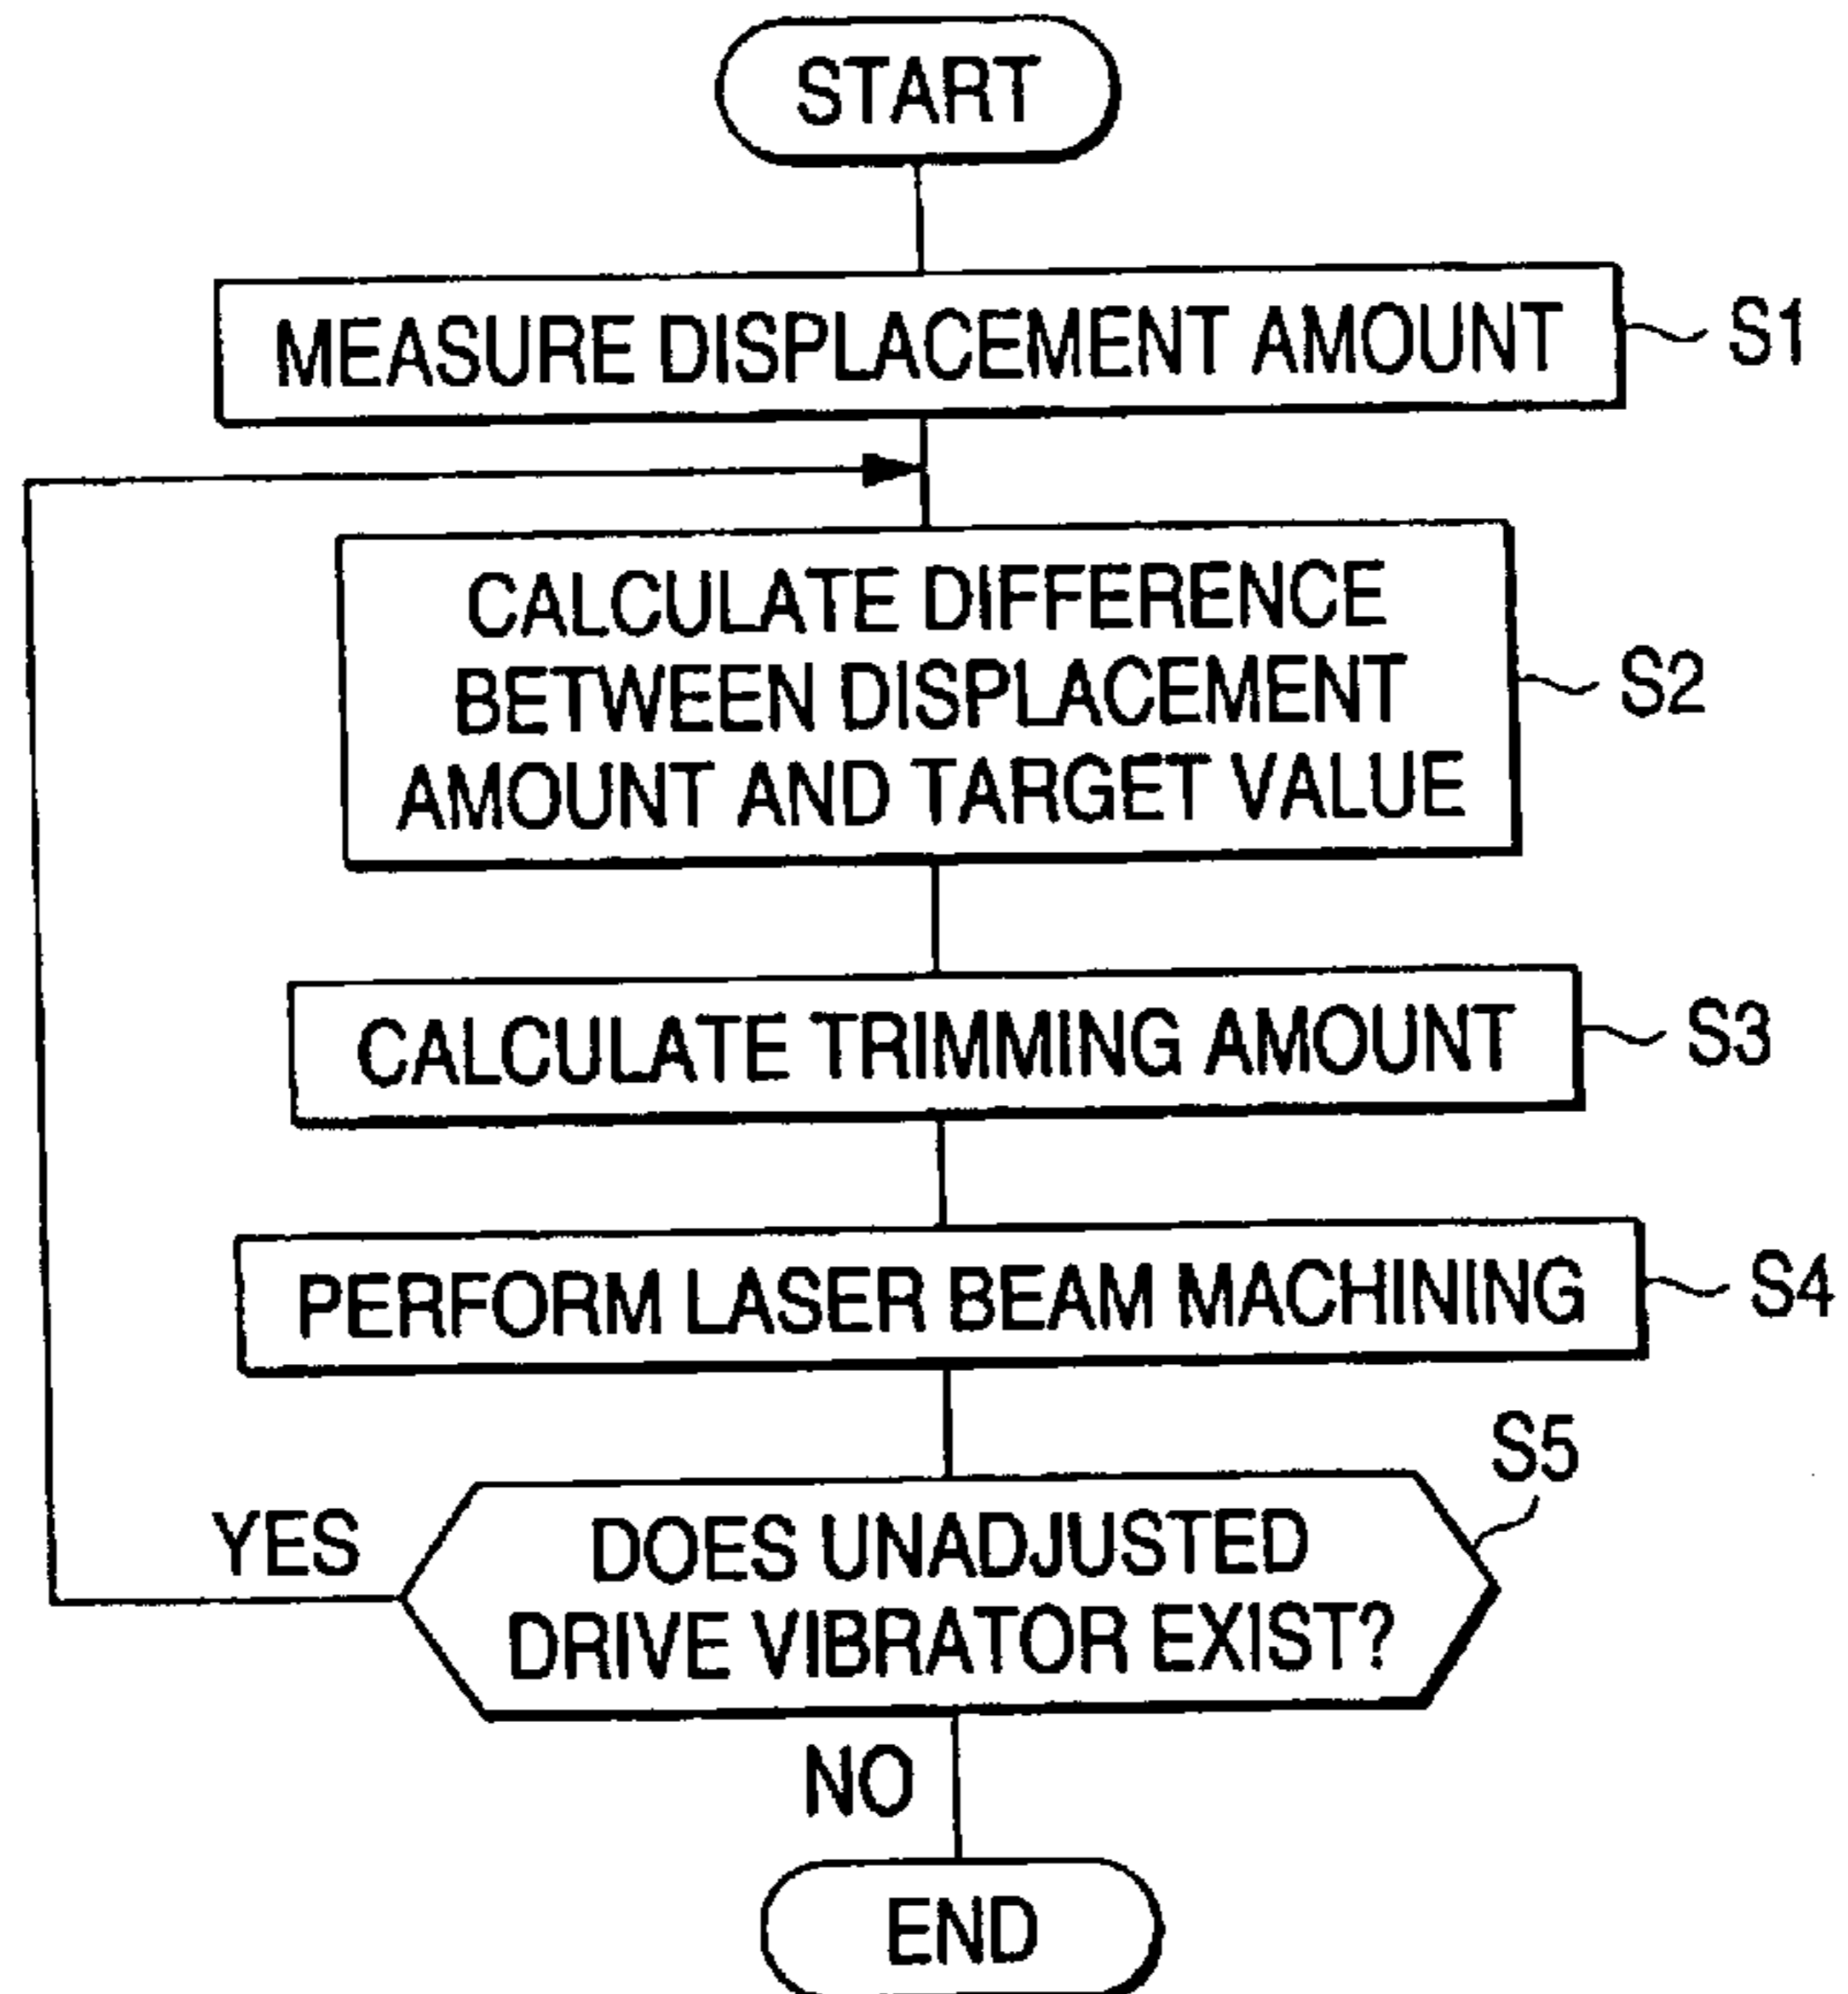 START
MEASURE DISPLACEMENT AMOUNT
S1
CALCULATE DIFFERENCE
BETWEEN DISPLACEMENT
AMOUNT AND TARGET VALUE
S2
CALCULATE TRIMMING AMOUNT
S3
PERFORM LASER BEAM MACHINING
S4
S5
YES
DOES UNADJUSTED
DRIVE VIBRATOR EXIST?
NO
END